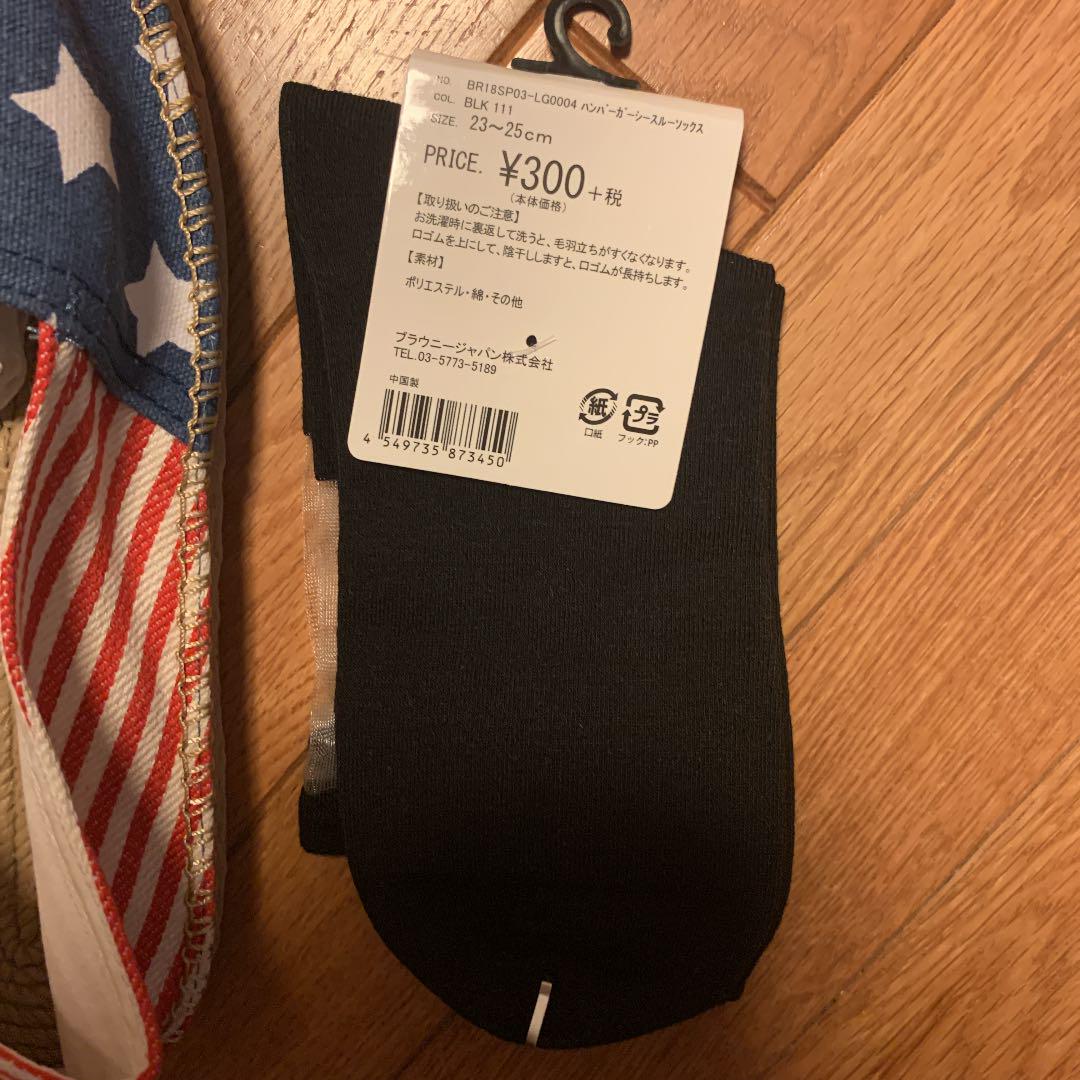 NO. BR18SP03-LG0004 ﾊﾝﾊﾞｰｶﾞｰシースルーソックス
COL. BLK 111
SIZE. 23～25cm
PRICE. ¥300+税
(本体価格)
【取り扱いのご注意】
お洗濯時に裏返して洗うと、毛羽立ちがすくなくなります。
口ゴムを上にして、陰干ししますと、口ゴムが長持ちします。
【素材】
ポリエステル・綿・その他
ブラウニージャパン株式会社
TEL.03-5773-5189
中国製
4 549735 873450
紙
口紙
プラ
フック:PP